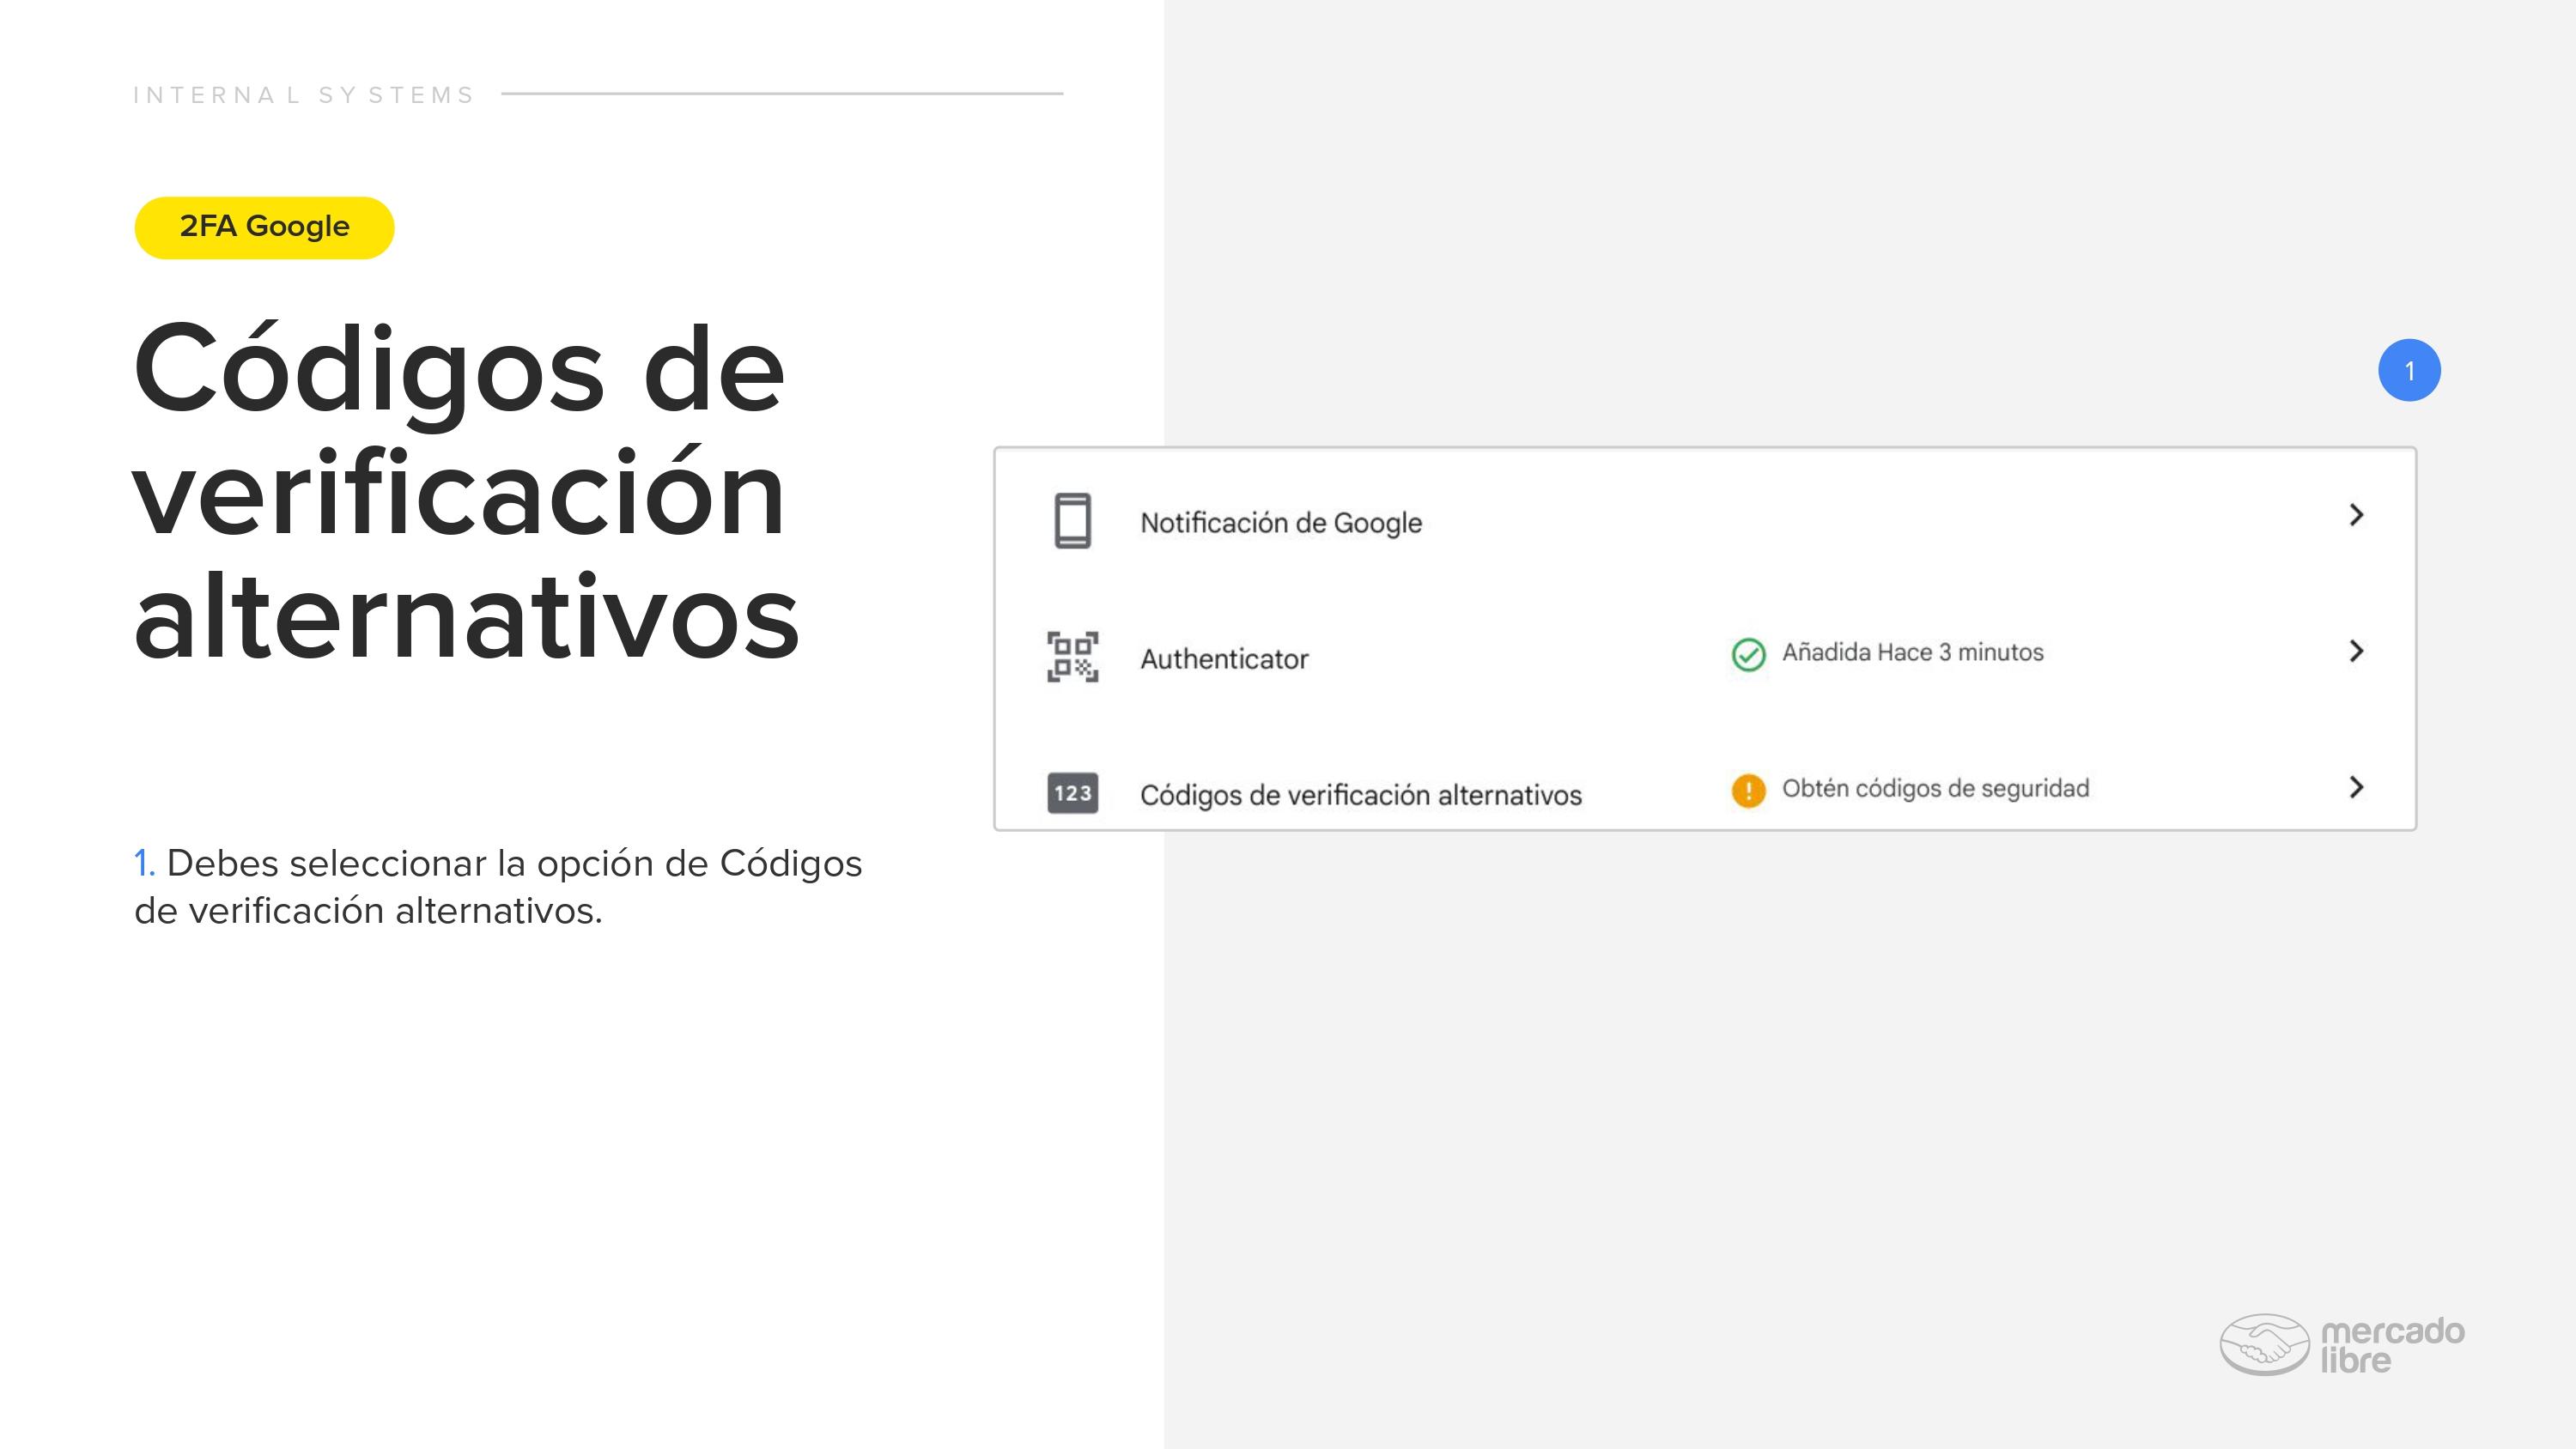 INTERNAL SYSTEMS
2FA Google
Códigos de
verificación
alternativos
1. Debes seleccionar la opción de Códigos
de verificación alternativos.
1
Notificación de Google
Authenticator
Añadida Hace 3 minutos
123
Códigos de verificación alternativos
Obtén códigos de seguridad
mercado
libre